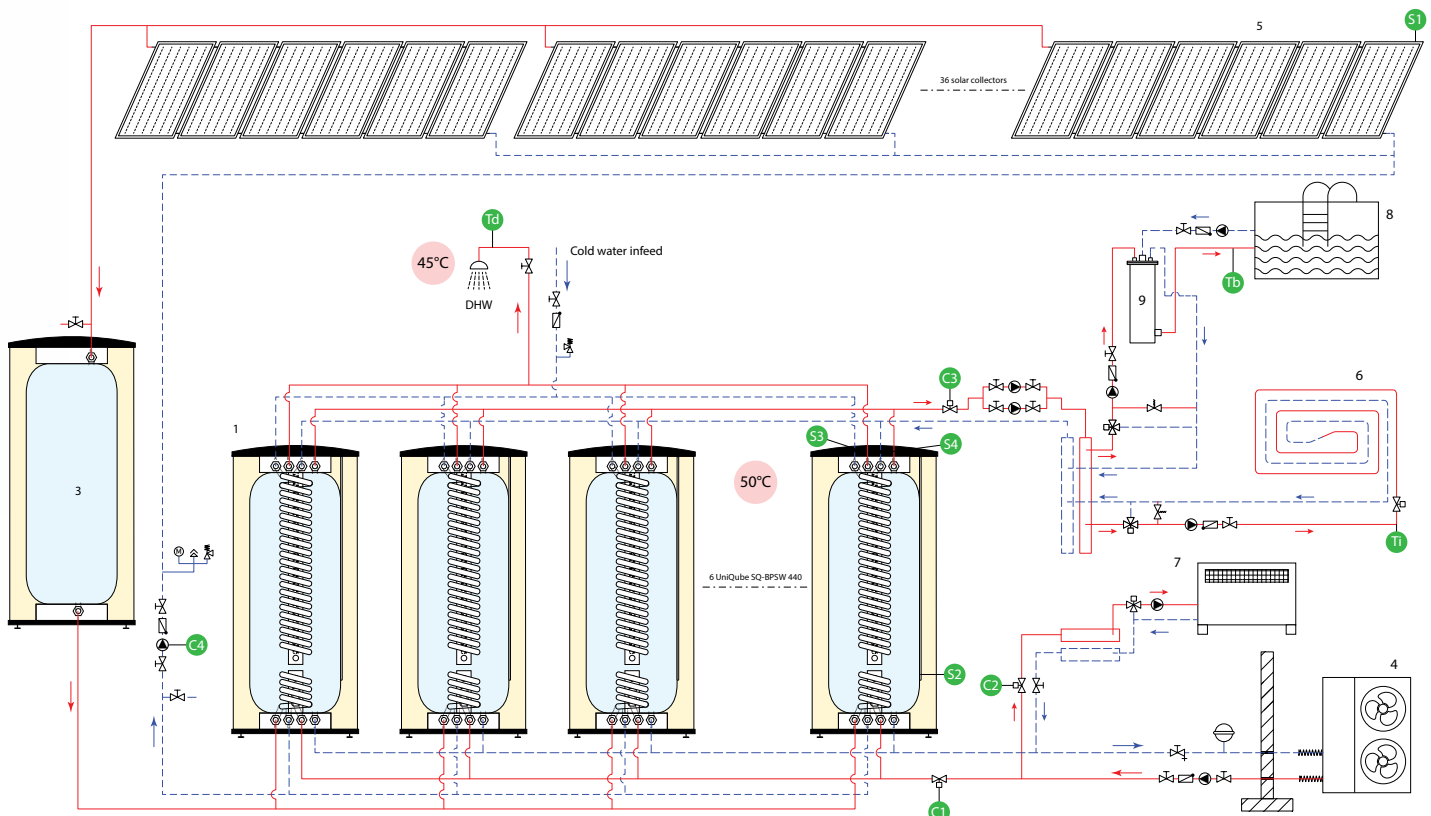 S1
5
36 solar collectors
8
Td
Cold water infeed
45°C
Tb
DHW
9
6
C3
1
S3
S4
50°C
3
Ti
M
7
6 UniQube SQ-BPSW 440
C4
S2
4
C2
C1